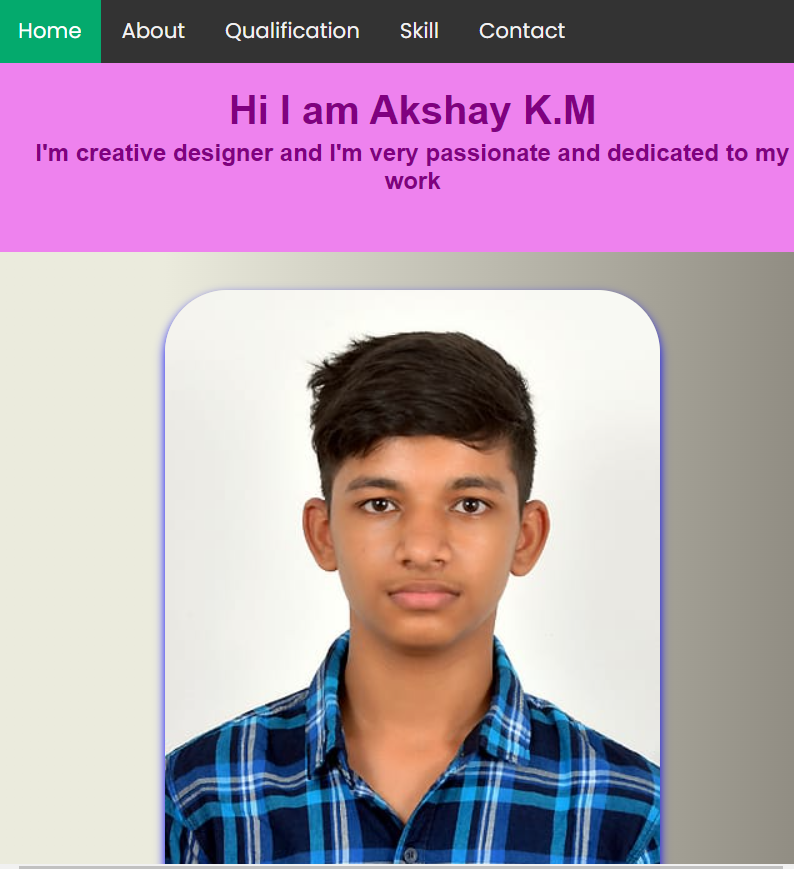 Home About Qualification Skill Contact
Hi I am Akshay K.M
I'm creative designer and I'm very passionate and dedicated to my
work